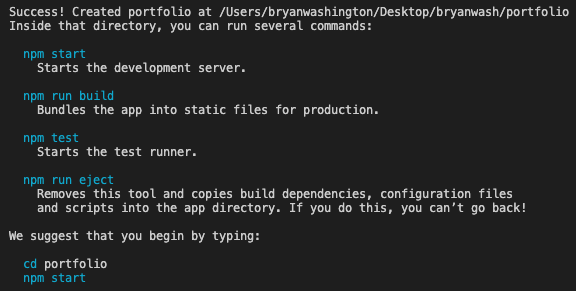 Success! Created portfolio at /Users/bryanwashington/Desktop/bryanwash/portfolio
Inside that directory, you can run several commands:
npm start
Starts the development server.
npm run build
Bundles the app into static files for production.
npm test
Starts the test runner.
npm run eject
Removes this tool and copies build dependencies, configuration files
and scripts into the app directory. If you do this, you can’t go back!
We suggest that you begin by typing:
cd portfolio
npm start